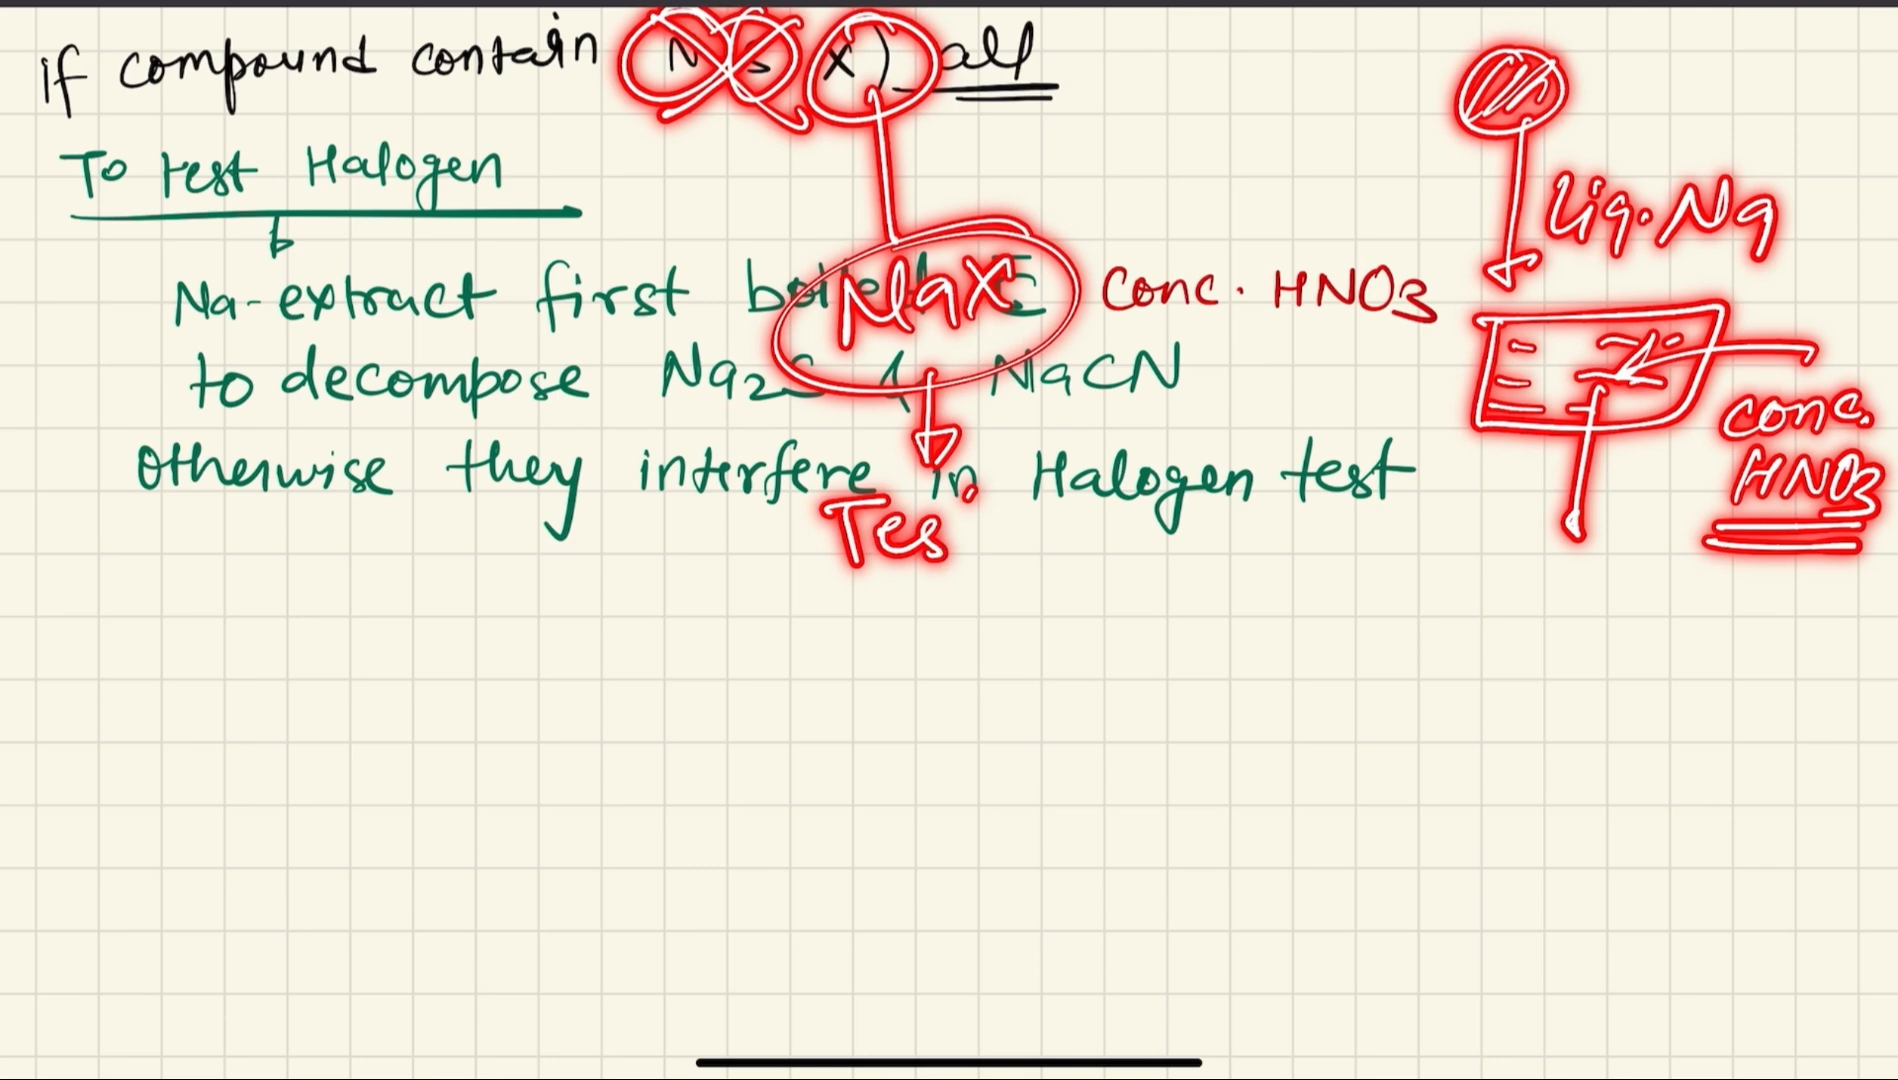 if compound contain N S X) all
To test Halogen
Na-extract first boiled c̄ Conc. HNO3
to decompose Na2S & NaCN
otherwise they interfere in Halogen test
NaX
Tes
liq. Na
conc.
HNO3